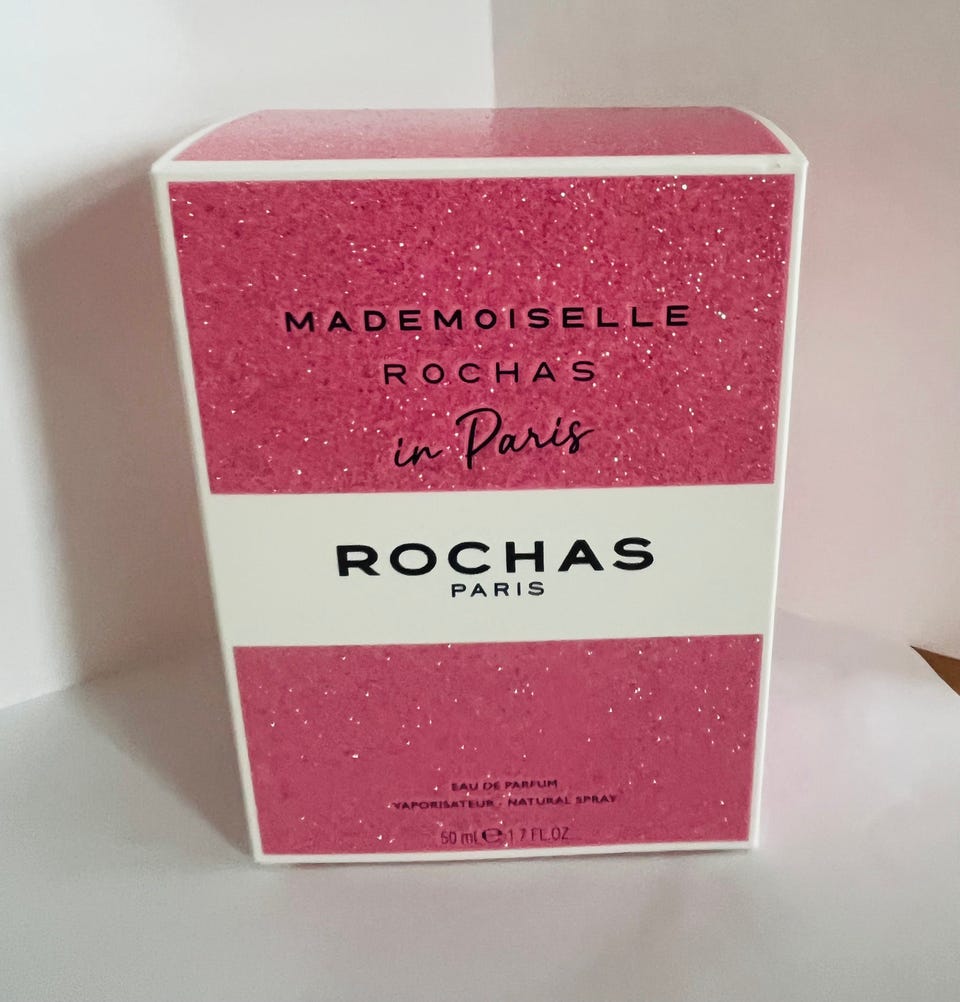 MADEMOISELLE
ROCHAS
in Paris
ROCHAS
PARIS
EAU DE PARFUM
VAPORISATEUR - NATURAL SPRAY
50 ml ℮ 1.7 FL.OZ